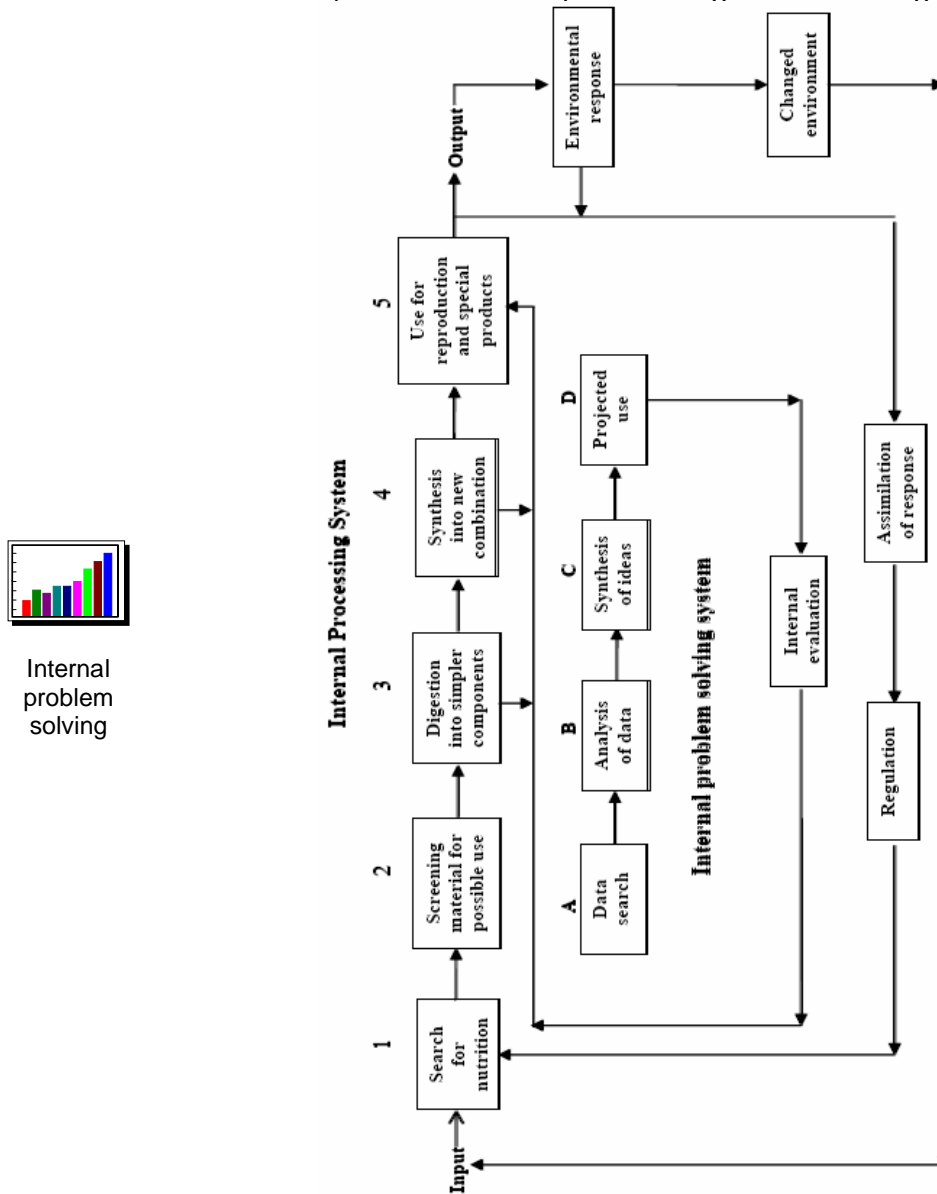 Internal
problem
solving
Internal Processing System
1
2
3
4
5
Input
Search
for
nutrition
Screening
material for
possible use
Digestion
into simpler
components
Synthesis
into new
combination
Use for
reproduction
and special
products
Output
A
B
C
D
Data
search
Analysis
of data
Synthesis
of ideas
Projected
use
Internal problem solving system
Internal
evaluation
Environmental
response
Changed
environment
Regulation
Assimilation
of response